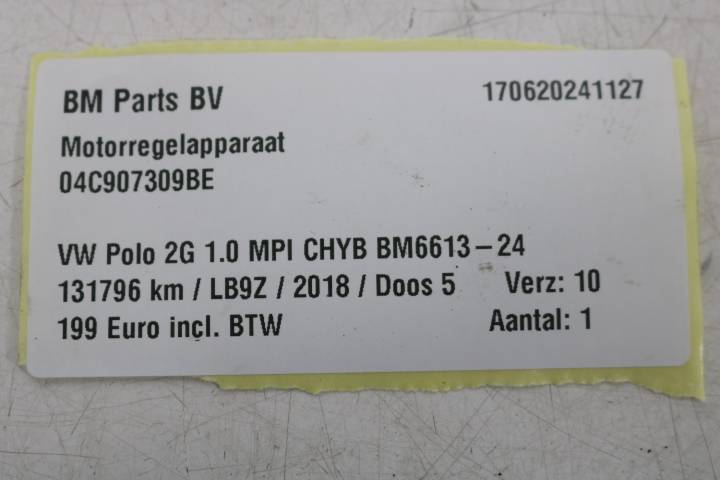 BM Parts BV 170620241127
Motorregelapparaat
04C907309BE
VW Polo 2G 1.0 MPI CHYB BM6613-24
131796 km / LB9Z / 2018 / Doos 5 Verz: 10
199 Euro incl. BTW Aantal: 1